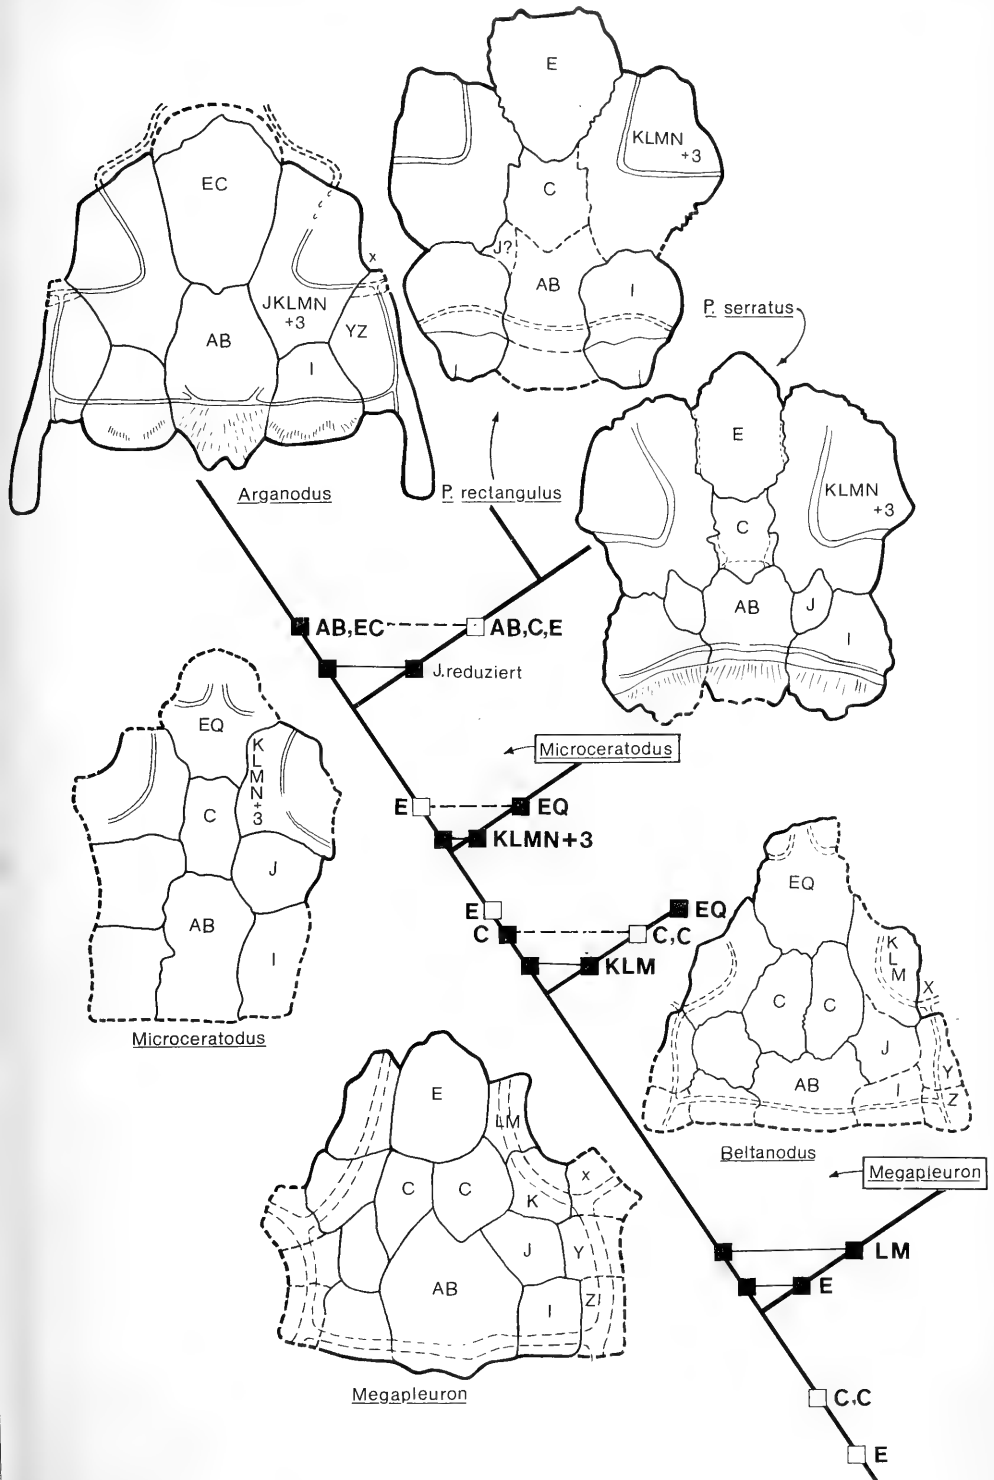 E
KLMN
+3
C
J?
AB
I
P. rectangulus
EC
x
JKLMN
+3
YZ
AB
I
Arganodus
P. serratus
E
KLMN
+3
C
AB
J
I
AB,EC
AB,C,E
J.reduziert
EQ
K
L
M
N
+
3
C
J
AB
I
Microceratodus
Microceratodus
E
EQ
KLMN+3
E
EQ
C
C,C
KLM
EQ
K
L
M
X
C
C
J
Y
AB
I
Z
Beltanodus
E
LM
C
C
K
x
J
Y
AB
I
Z
Megapleuron
Megapleuron
LM
E
C,C
E